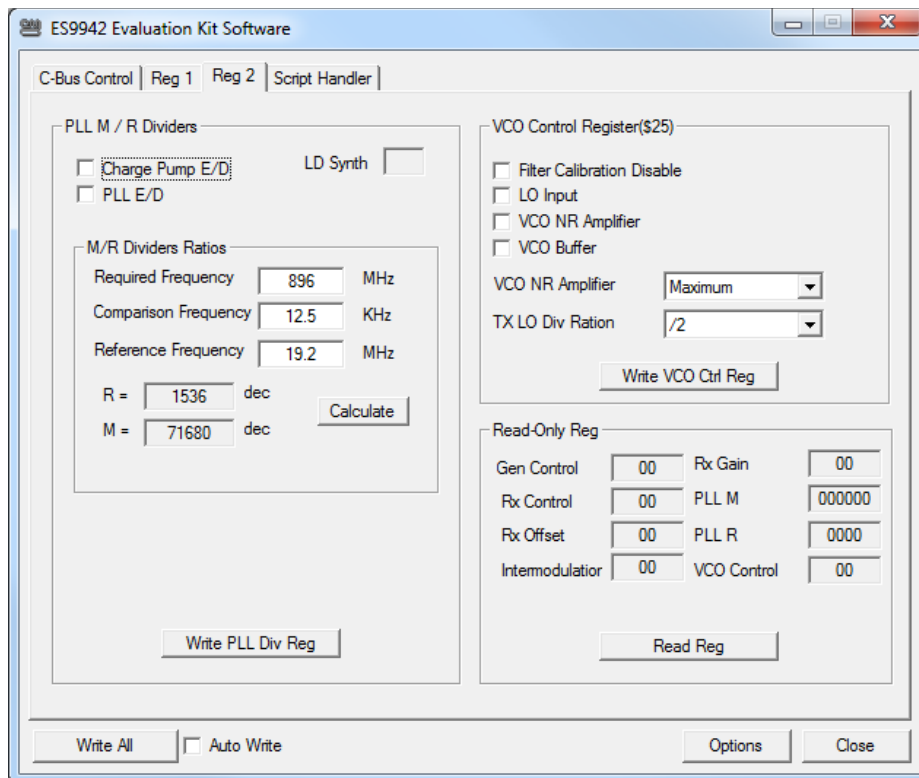 ES9942 Evaluation Kit Software
C-Bus Control Reg 1 Reg 2 Script Handler
PLL M / R Dividers
Charge Pump E/D LD Synth
PLL E/D
M/R Dividers Ratios
Required Frequency 896 MHz
Comparison Frequency 12.5 KHz
Reference Frequency 19.2 MHz
R = 1536 dec
Calculate
M = 71680 dec
Write PLL Div Reg
VCO Control Register($25)
Filter Calibration Disable
LO Input
VCO NR Amplifier
VCO Buffer
VCO NR Amplifier Maximum
TX LO Div Ration /2
Write VCO Ctrl Reg
Read-Only Reg
Gen Control 00 Rx Gain 00
Rx Control 00 PLL M 000000
Rx Offset 00 PLL R 0000
Intermodulatior 00 VCO Control 00
Read Reg
Write All Auto Write Options Close